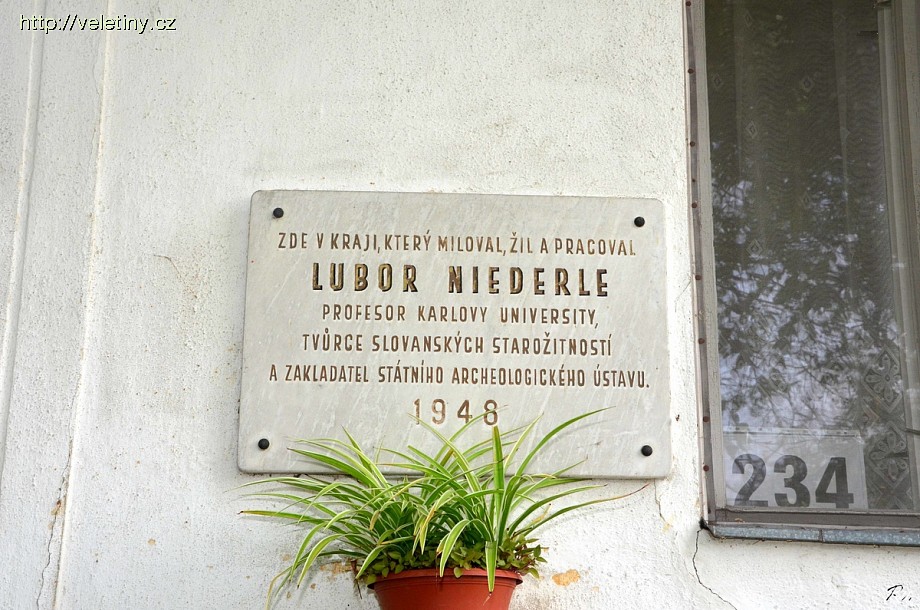 http://veletiny.cz
ZDE V KRAJI, KTERÝ MILOVAL, ŽIL A PRACOVAL
LUBOR NIEDERLE
PROFESOR KARLOVY UNIVERSITY,
TVŮRCE SLOVANSKÝCH STAROŽITNOSTÍ
A ZAKLADATEL STÁTNÍHO ARCHEOLOGICKÉHO ÚSTAVU.
1948
234